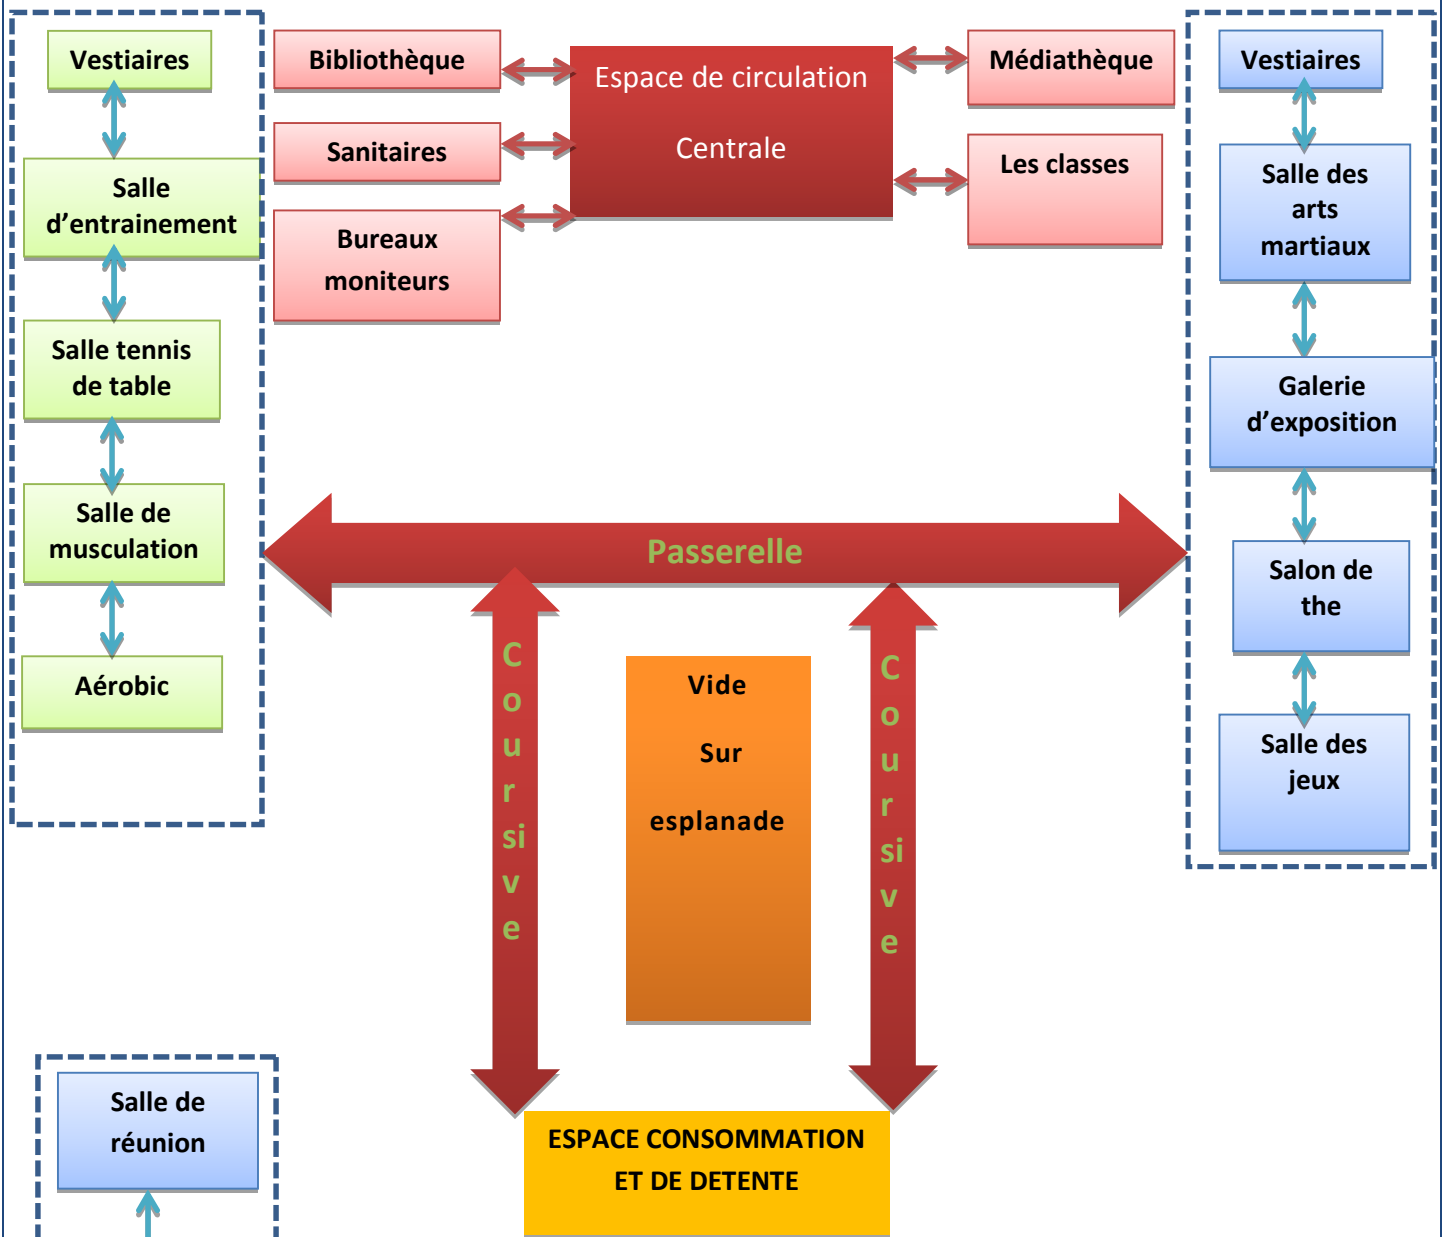 Vestiaires
Salle
d’entrainement
Salle tennis
de table
Salle de
musculation
Aérobic
Bibliothèque
Sanitaires
Bureaux
moniteurs
Espace de circulation
Centrale
Médiathèque
Les classes
Vestiaires
Salle des
arts
martiaux
Galerie
d’exposition
Salon de
the
Salle des
jeux
Passerelle
C
o
u
r
si
v
e
Vide
Sur
esplanade
C
o
u
r
si
v
e
Salle de
réunion
ESPACE CONSOMMATION
ET DE DETENTE